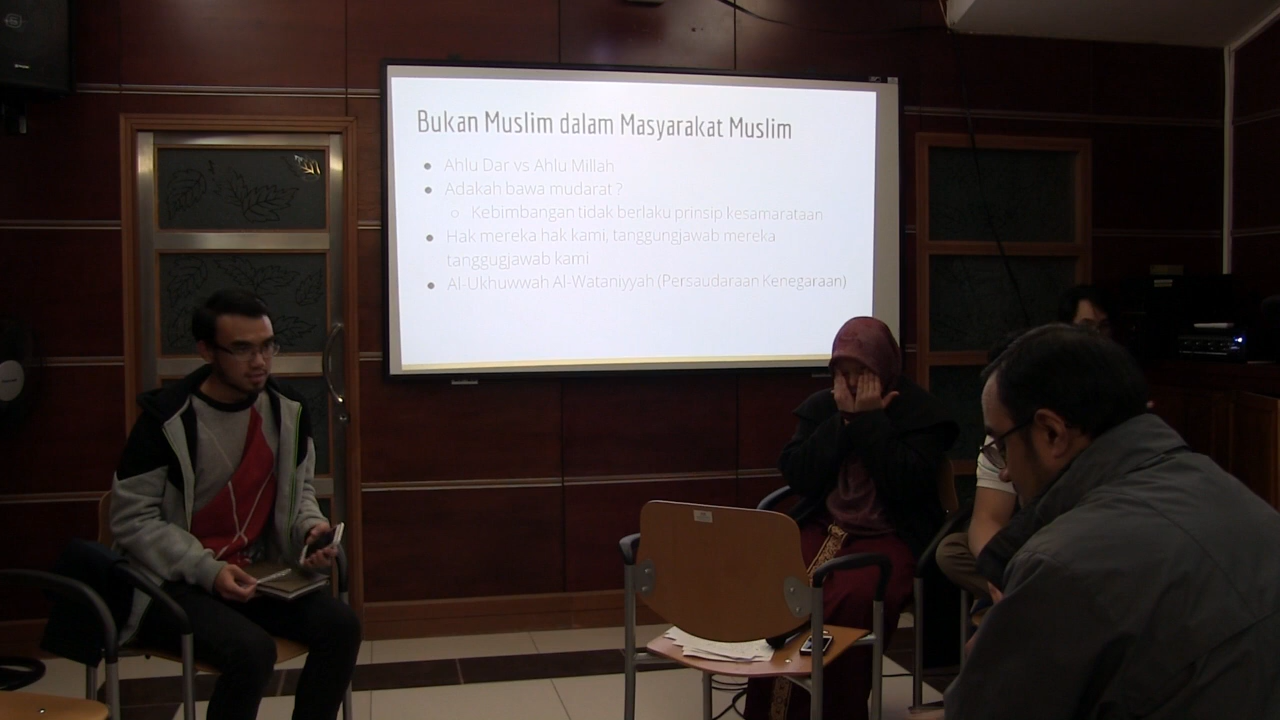 Bukan Muslim dalam Masyarakat Muslim
Ahlu Dar vs Ahlu Millah
Adakah bawa mudarat ?
Kebimbangan tidak berlaku prinsip kesamarataan
Hak mereka hak kami, tanggungjawab mereka
tanggugjawab kami
Al-Ukhuwwah Al-Wataniyyah (Persaudaraan Kenegaraan)